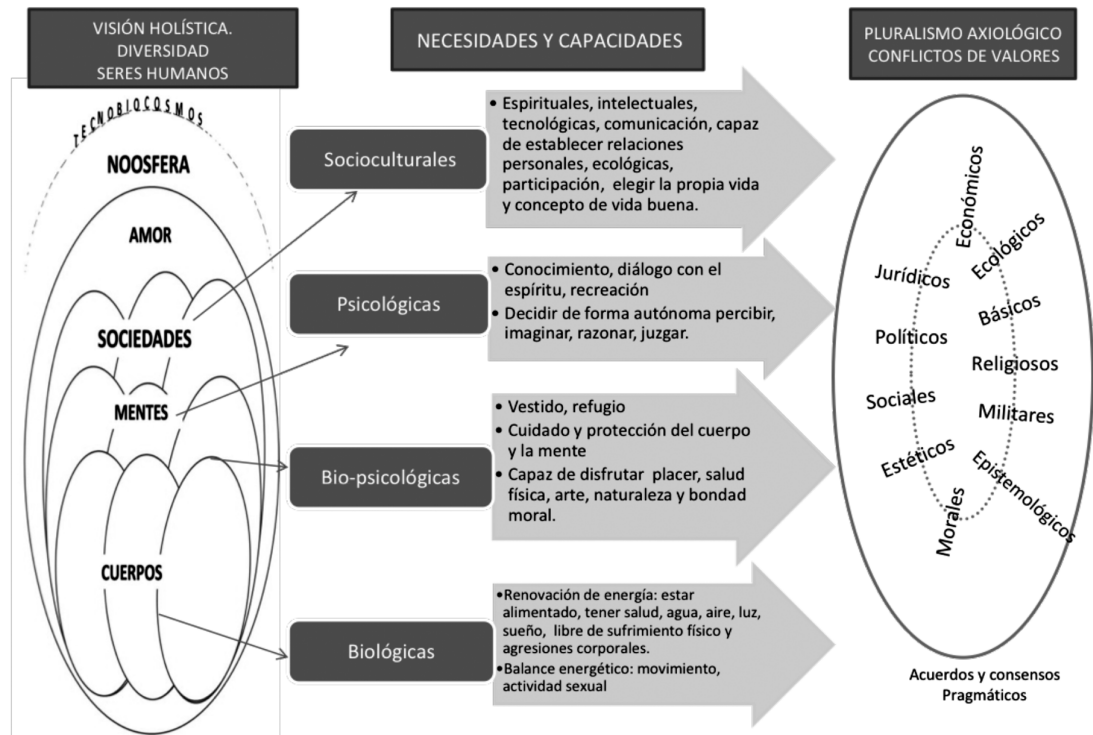 VISIÓN HOLÍSTICA.
DIVERSIDAD
SERES HUMANOS
TECNOBIOCOSMOS
NOOSFERA
AMOR
SOCIEDADES
MENTES
CUERPOS
NECESIDADES Y CAPACIDADES
Socioculturales
• Espirituales, intelectuales,
tecnológicas, comunicación, capaz
de establecer relaciones
personales, ecológicas,
participación, elegir la propia vida
y concepto de vida buena.
Psicológicas
• Conocimiento, diálogo con el
espíritu, recreación
• Decidir de forma autónoma percibir,
imaginar, razonar, juzgar.
Bio-psicológicas
• Vestido, refugio
• Cuidado y protección del cuerpo
y la mente
• Capaz de disfrutar placer, salud
física, arte, naturaleza y bondad
moral.
Biológicas
•Renovación de energía: estar
alimentado, tener salud, agua, aire, luz,
sueño, libre de sufrimiento físico y
agresiones corporales.
•Balance energético: movimiento,
actividad sexual
PLURALISMO AXIOLÓGICO
CONFLICTOS DE VALORES
Económicos
Ecológicos
Jurídicos
Básicos
Políticos
Religiosos
Sociales
Militares
Estéticos
Epistemológicos
Morales
Acuerdos y consensos
Pragmáticos